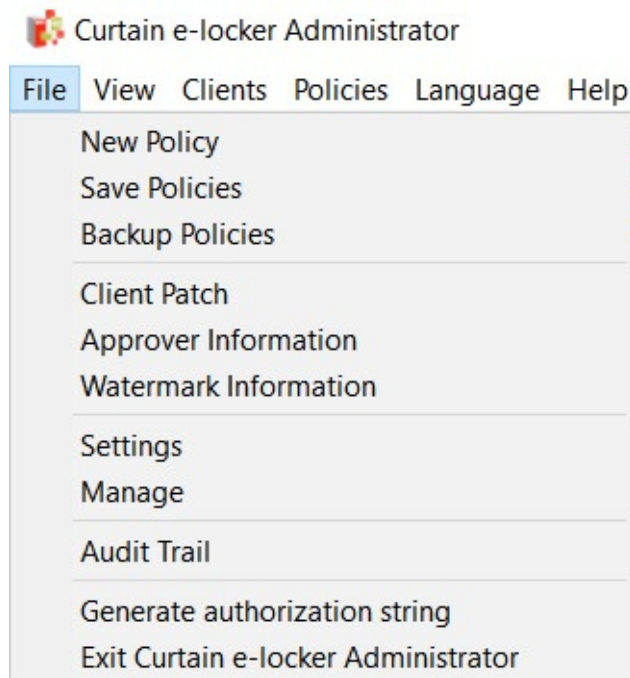 Curtain e-locker Administrator
File View Clients Policies Language Help
New Policy
Save Policies
Backup Policies
Client Patch
Approver Information
Watermark Information
Settings
Manage
Audit Trail
Generate authorization string
Exit Curtain e-locker Administrator